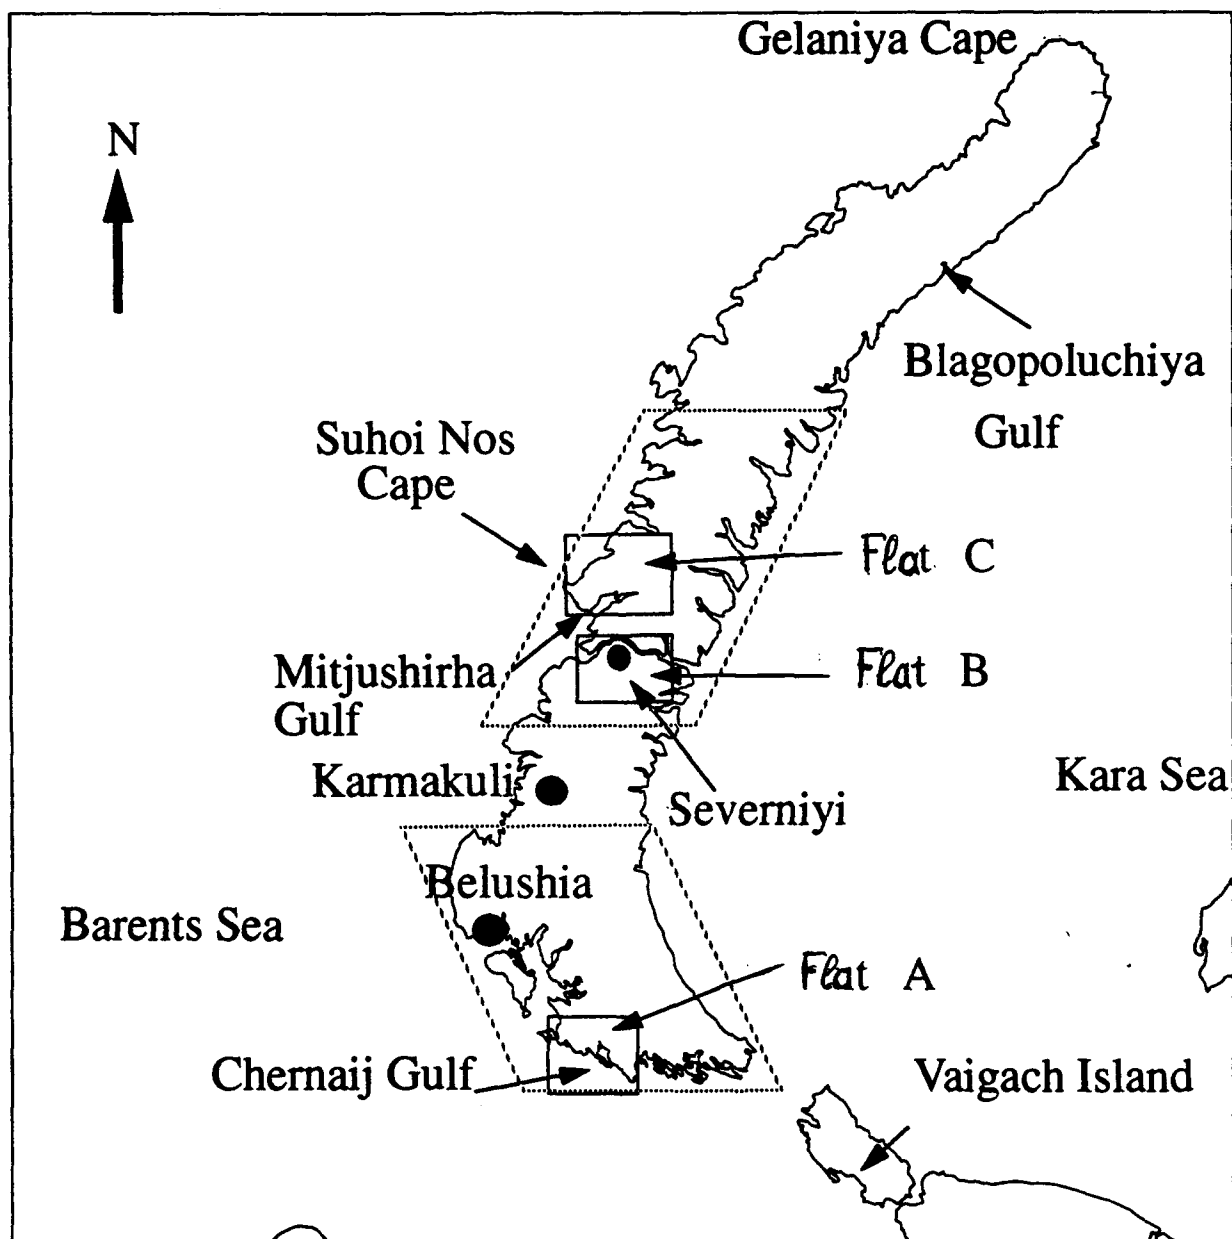 Gelaniya Cape
N
Blagopoluchiya
Gulf
Suhoi Nos
Cape
Flat C
Mitjushirha
Gulf
Flat B
Karmakuli
Kara Sea
Severniyi
Belushia
Barents Sea
Flat A
Chernaij Gulf
Vaigach Island